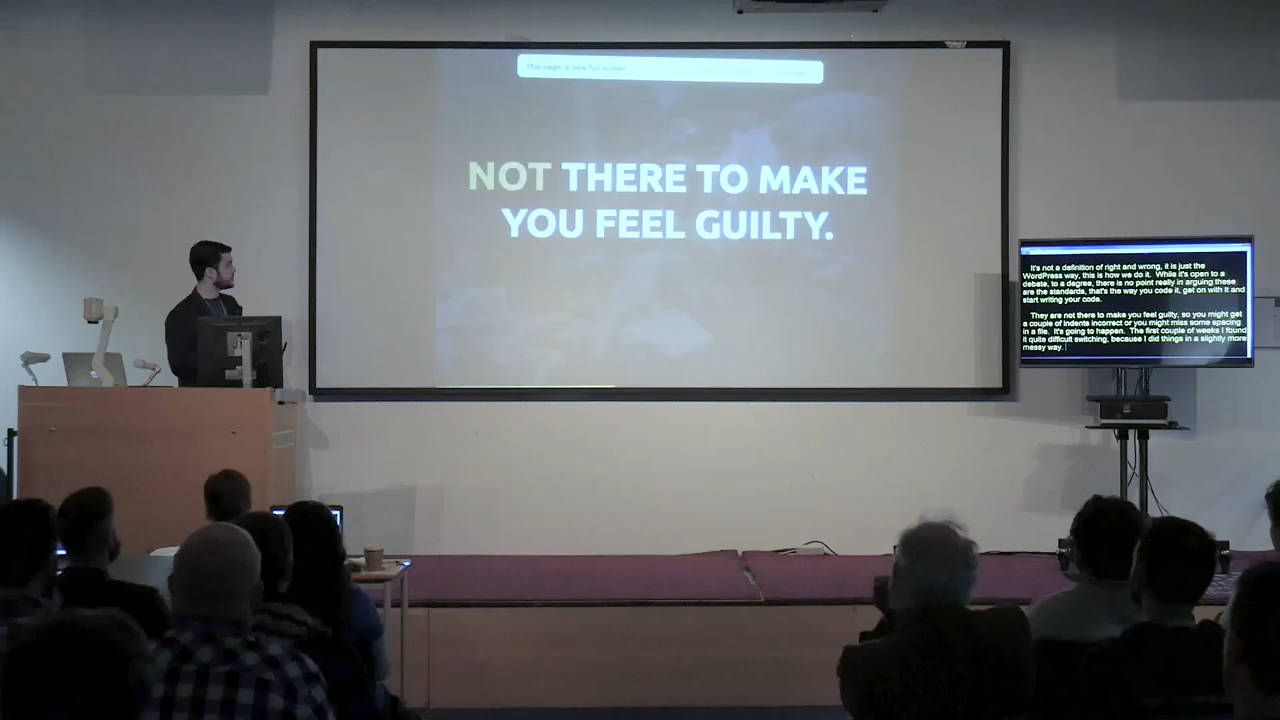 This page is now full screen
NOT THERE TO MAKE
YOU FEEL GUILTY.
It's not a definition of right and wrong, it is just the
WordPress way, this is how we do it. While it's open to a
debate, to a degree, there is no point really in arguing these
are the standards, that's the way you code it, get on with it and
start writing your code.
They are not there to make you feel guilty, so you might get
a couple of indents incorrect or you might miss some spacing
in a file. It's going to happen. The first couple of weeks I found
it quite difficult switching, because I did things in a slightly more
messy way.